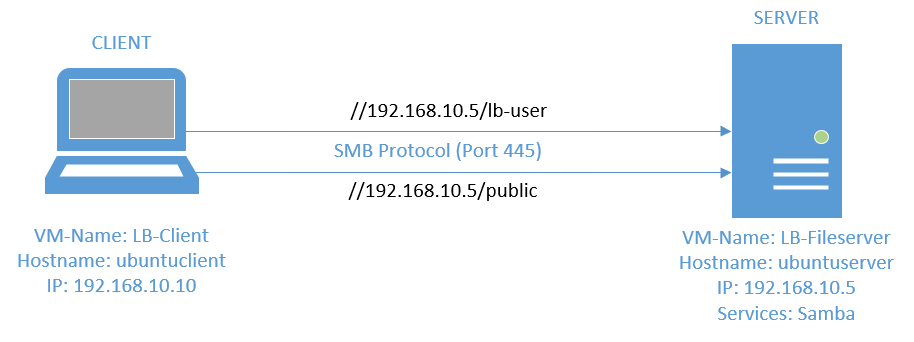 CLIENT
SERVER
//192.168.10.5/lb-user
SMB Protocol (Port 445)
//192.168.10.5/public
VM-Name: LB-Client
Hostname: ubuntuclient
IP: 192.168.10.10
VM-Name: LB-Fileserver
Hostname: ubuntuserver
IP: 192.168.10.5
Services: Samba